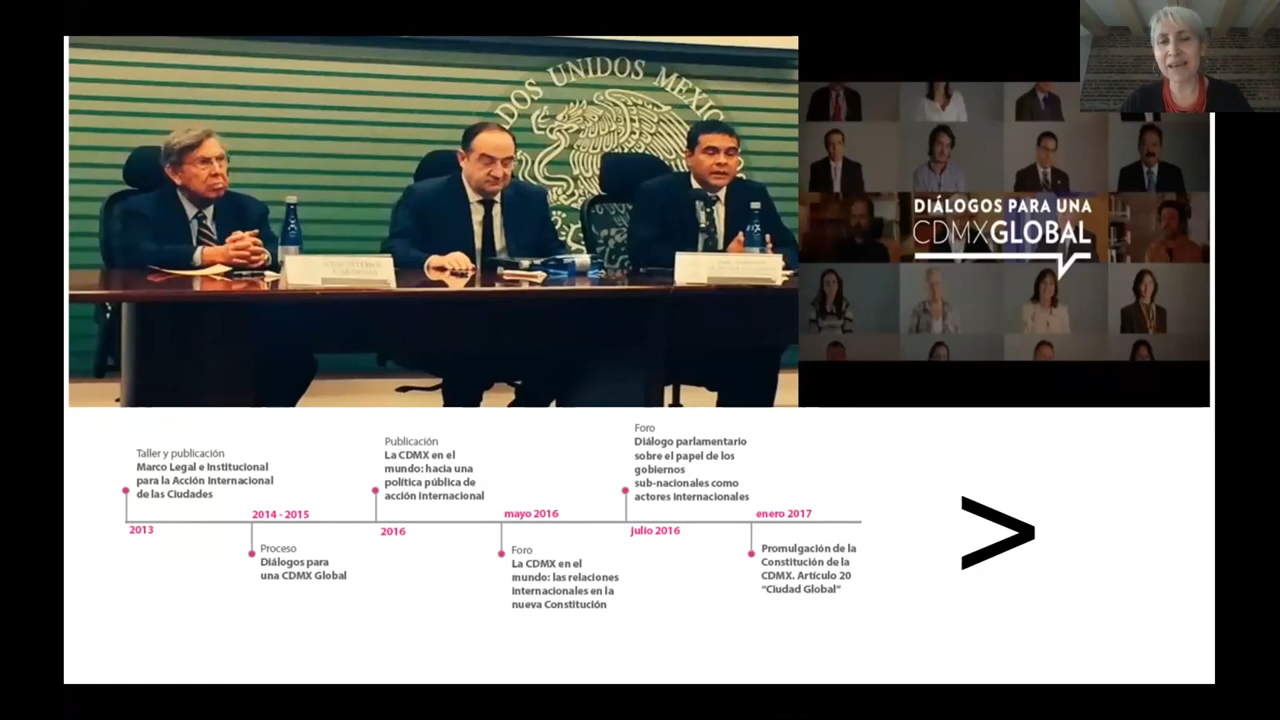 DOS UNIDOS MEXIC
DIÁLOGOS PARA UNA
CDMXGLOBAL
Taller y publicación
Marco Legal e Institucional
para la Acción Internacional
de las Ciudades
2013
2014 - 2015
Proceso
Diálogos para
una CDMX Global
Publicación
La CDMX en el
mundo: hacia una
política pública de
acción internacional
2016
mayo 2016
Foro
La CDMX en el
mundo: las relaciones
internacionales en la
nueva Constitución
Foro
Diálogo parlamentario
sobre el papel de los
gobiernos
sub-nacionales como
actores internacionales
julio 2016
enero 2017
Promulgación de la
Constitución de la
CDMX. Artículo 20
“Ciudad Global”
>